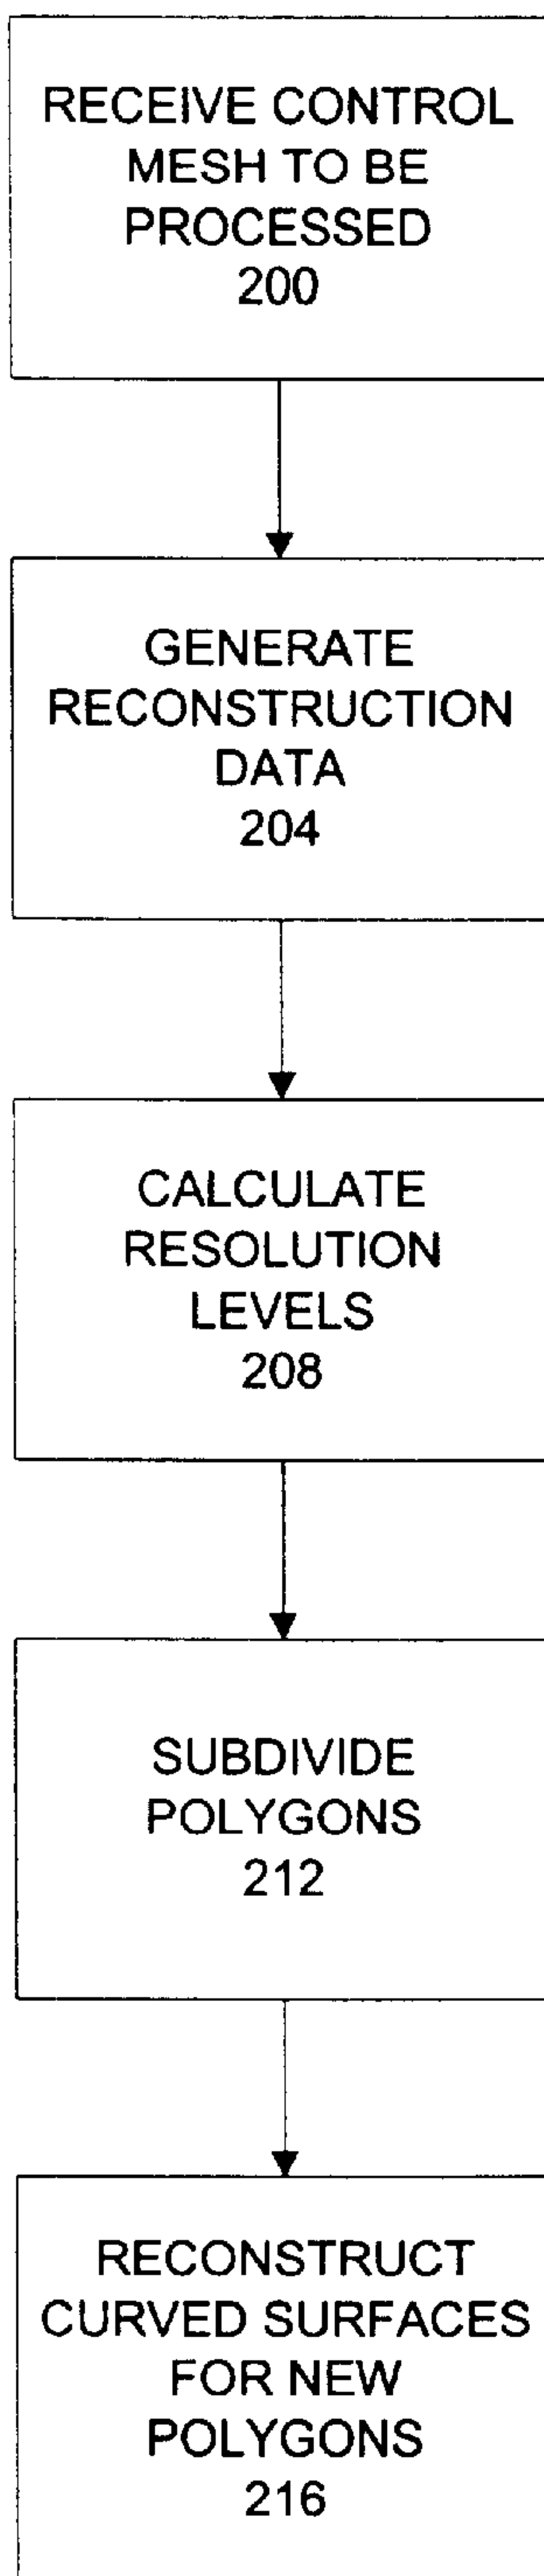 RECEIVE CONTROL
MESH TO BE
PROCESSED
200
GENERATE
RECONSTRUCTION
DATA
204
CALCULATE
RESOLUTION
LEVELS
208
SUBDIVIDE
POLYGONS
212
RECONSTRUCT
CURVED SURFACES
FOR NEW
POLYGONS
216